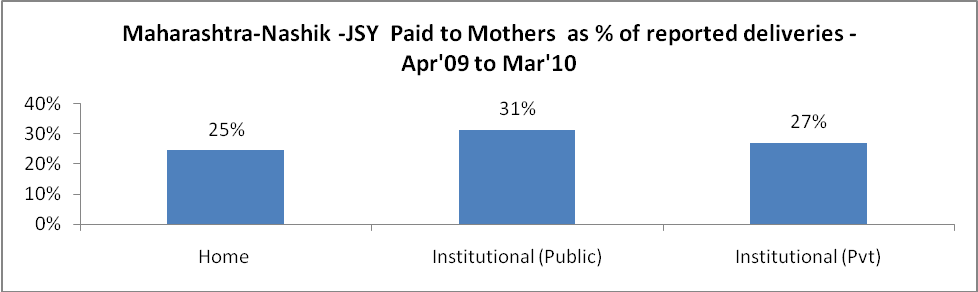 Maharashtra-Nashik -JSY  Paid to Mothers  as % of reported deliveries -
Apr'09 to Mar'10
40%
30%
20%
10%
0%
25%
31%
27%
Home
Institutional (Public)
Institutional (Pvt)